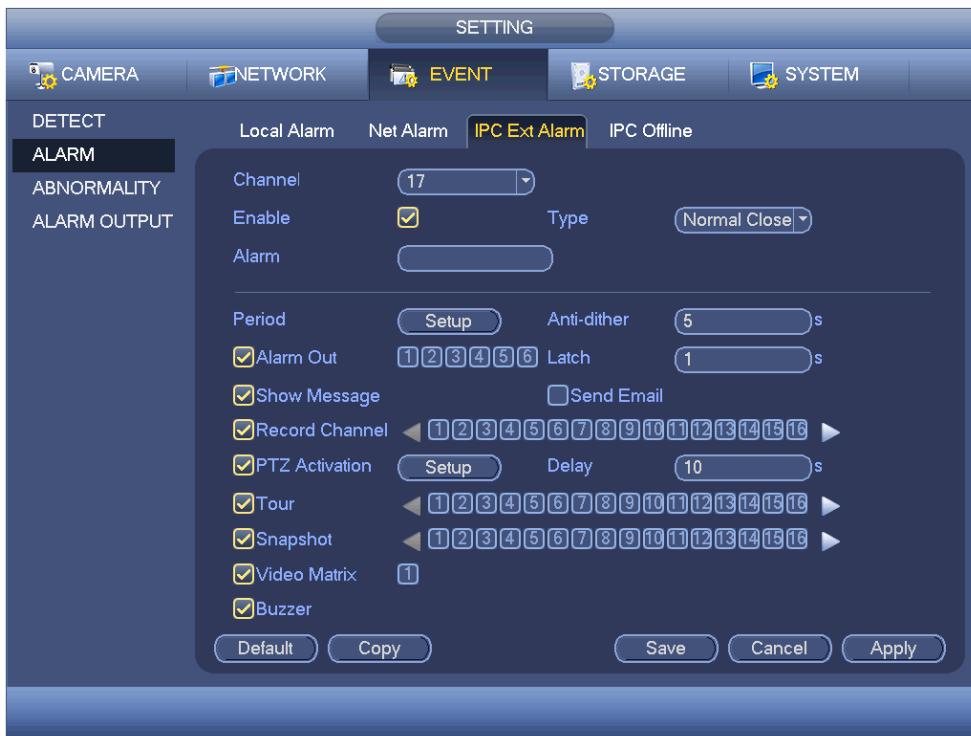 SETTING
CAMERA NETWORK EVENT STORAGE SYSTEM
DETECT
ALARM
ABNORMALITY
ALARM OUTPUT
Local Alarm Net Alarm IPC Ext Alarm IPC Offline
Channel 17
Enable Type Normal Close
Alarm
Period Setup Anti-dither 5 s
Alarm Out 1 2 3 4 5 6 Latch 1 s
Show Message Send Email
Record Channel 1 2 3 4 5 6 7 8 9 10 11 12 13 14 15 16
PTZ Activation Setup Delay 10 s
Tour 1 2 3 4 5 6 7 8 9 10 11 12 13 14 15 16
Snapshot 1 2 3 4 5 6 7 8 9 10 11 12 13 14 15 16
Video Matrix 1
Buzzer
Default Copy Save Cancel Apply